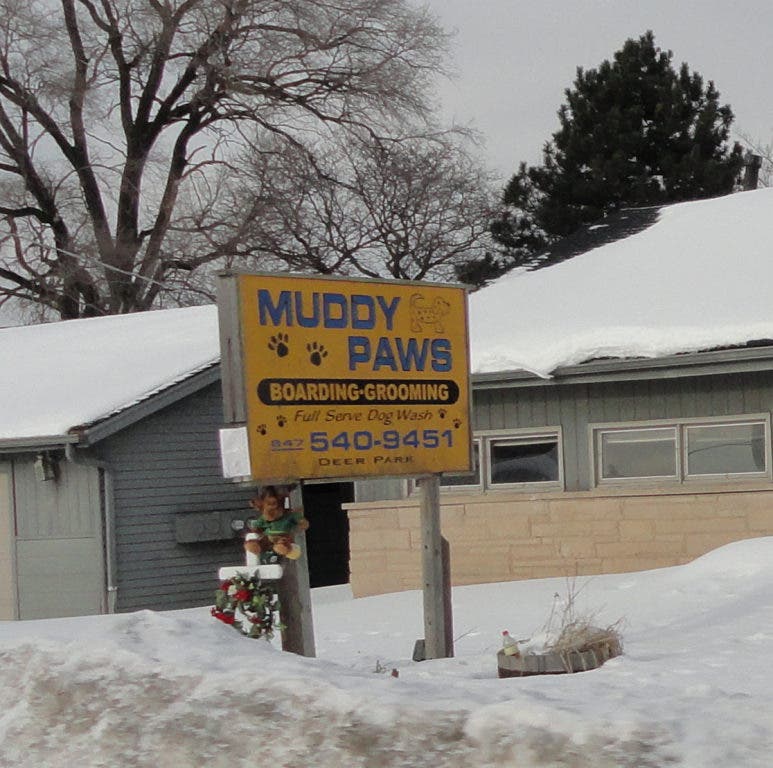 MUDDY
PAWS
BOARDING•GROOMING
Full Serve Dog Wash
847 540-9451
DEER PARK